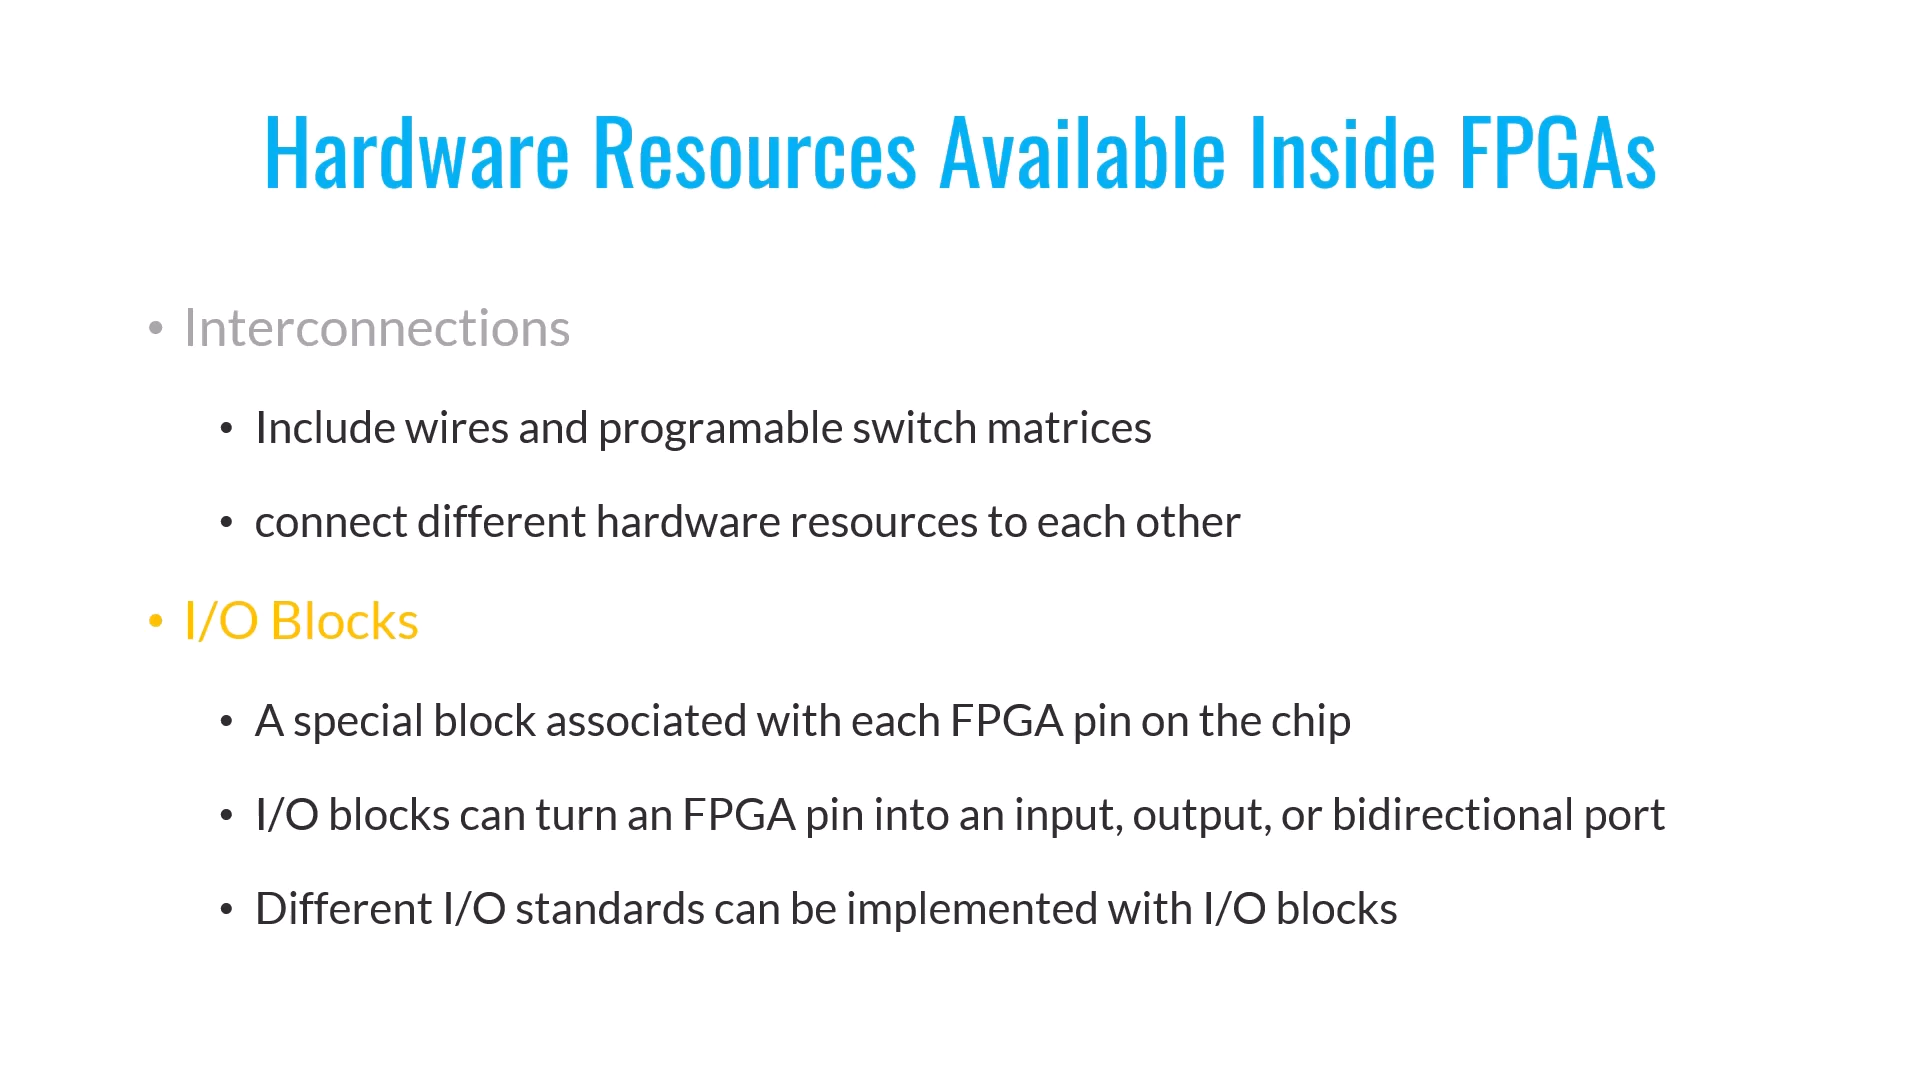 Hardware Resources Available Inside FPGAs
• Interconnections
• Include wires and programable switch matrices
• connect different hardware resources to each other
• I/O Blocks
• A special block associated with each FPGA pin on the chip
• I/O blocks can turn an FPGA pin into an input, output, or bidirectional port
• Different I/O standards can be implemented with I/O blocks